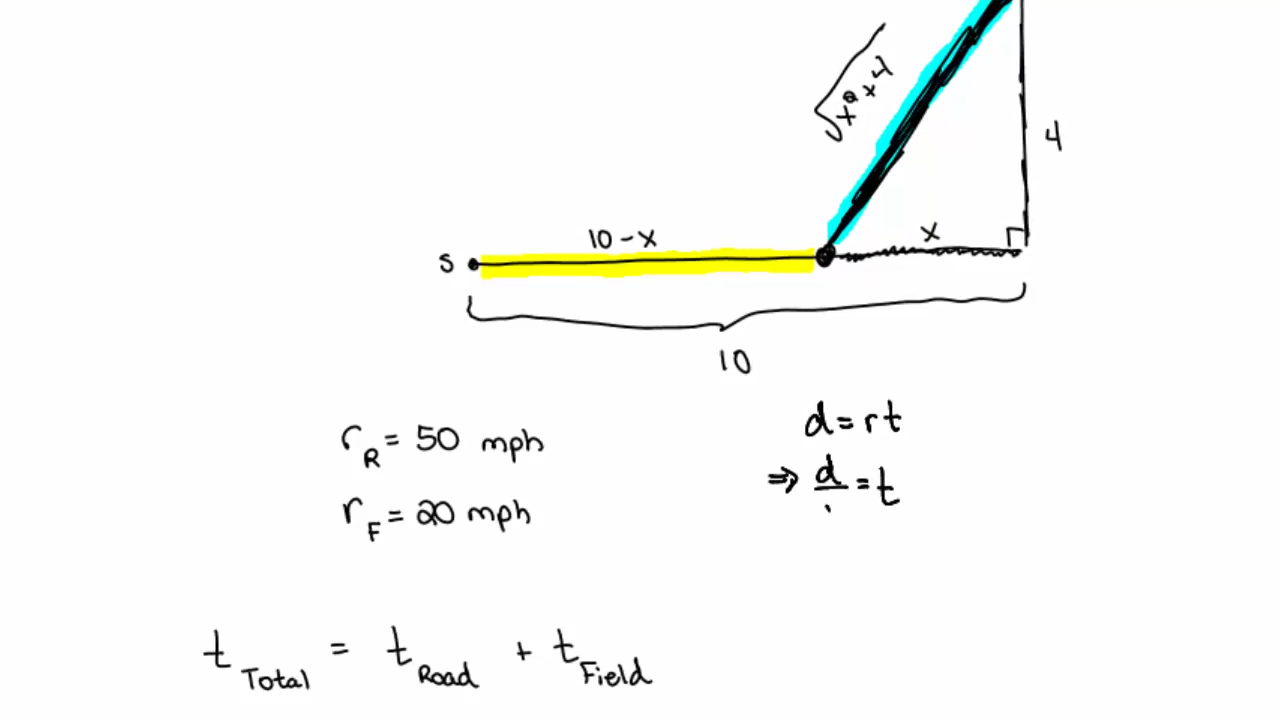 √x²+4
4
10-x
x
S
10
d=rt
r_R = 50 mph
⇒ d/ = t
r_F = 20 mph
t_Total = t_Road + t_Field